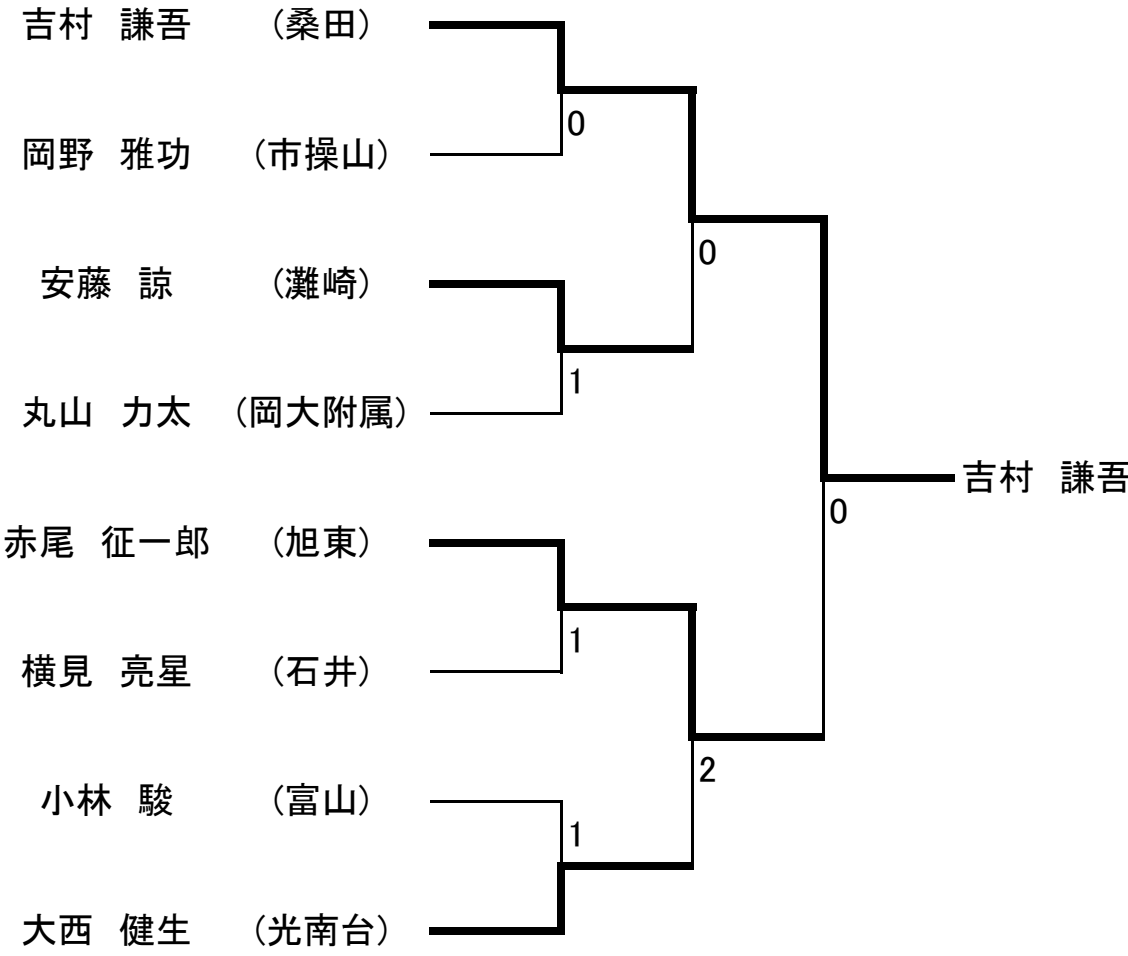 吉村　謙吾　（桑田）
0
岡野　雅功　（市操山）
0
安藤　諒　（灘崎）
1
丸山　力太　（岡大附属）
吉村　謙吾
0
赤尾　征一郎　（旭東）
1
横見　亮星　（石井）
2
小林　駿　（富山）
1
大西　健生　（光南台）